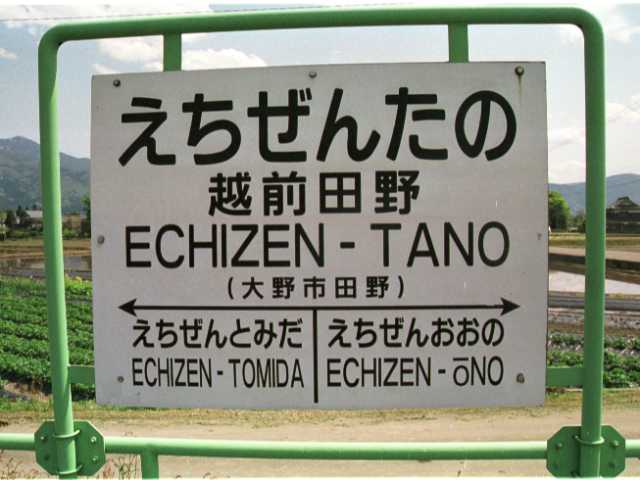 えちぜんたの
越前田野
ECHIZEN - TANO
(大野市田野)
えちぜんとみだ えちぜんおおの
ECHIZEN - TOMIDA ECHIZEN - ŌNO